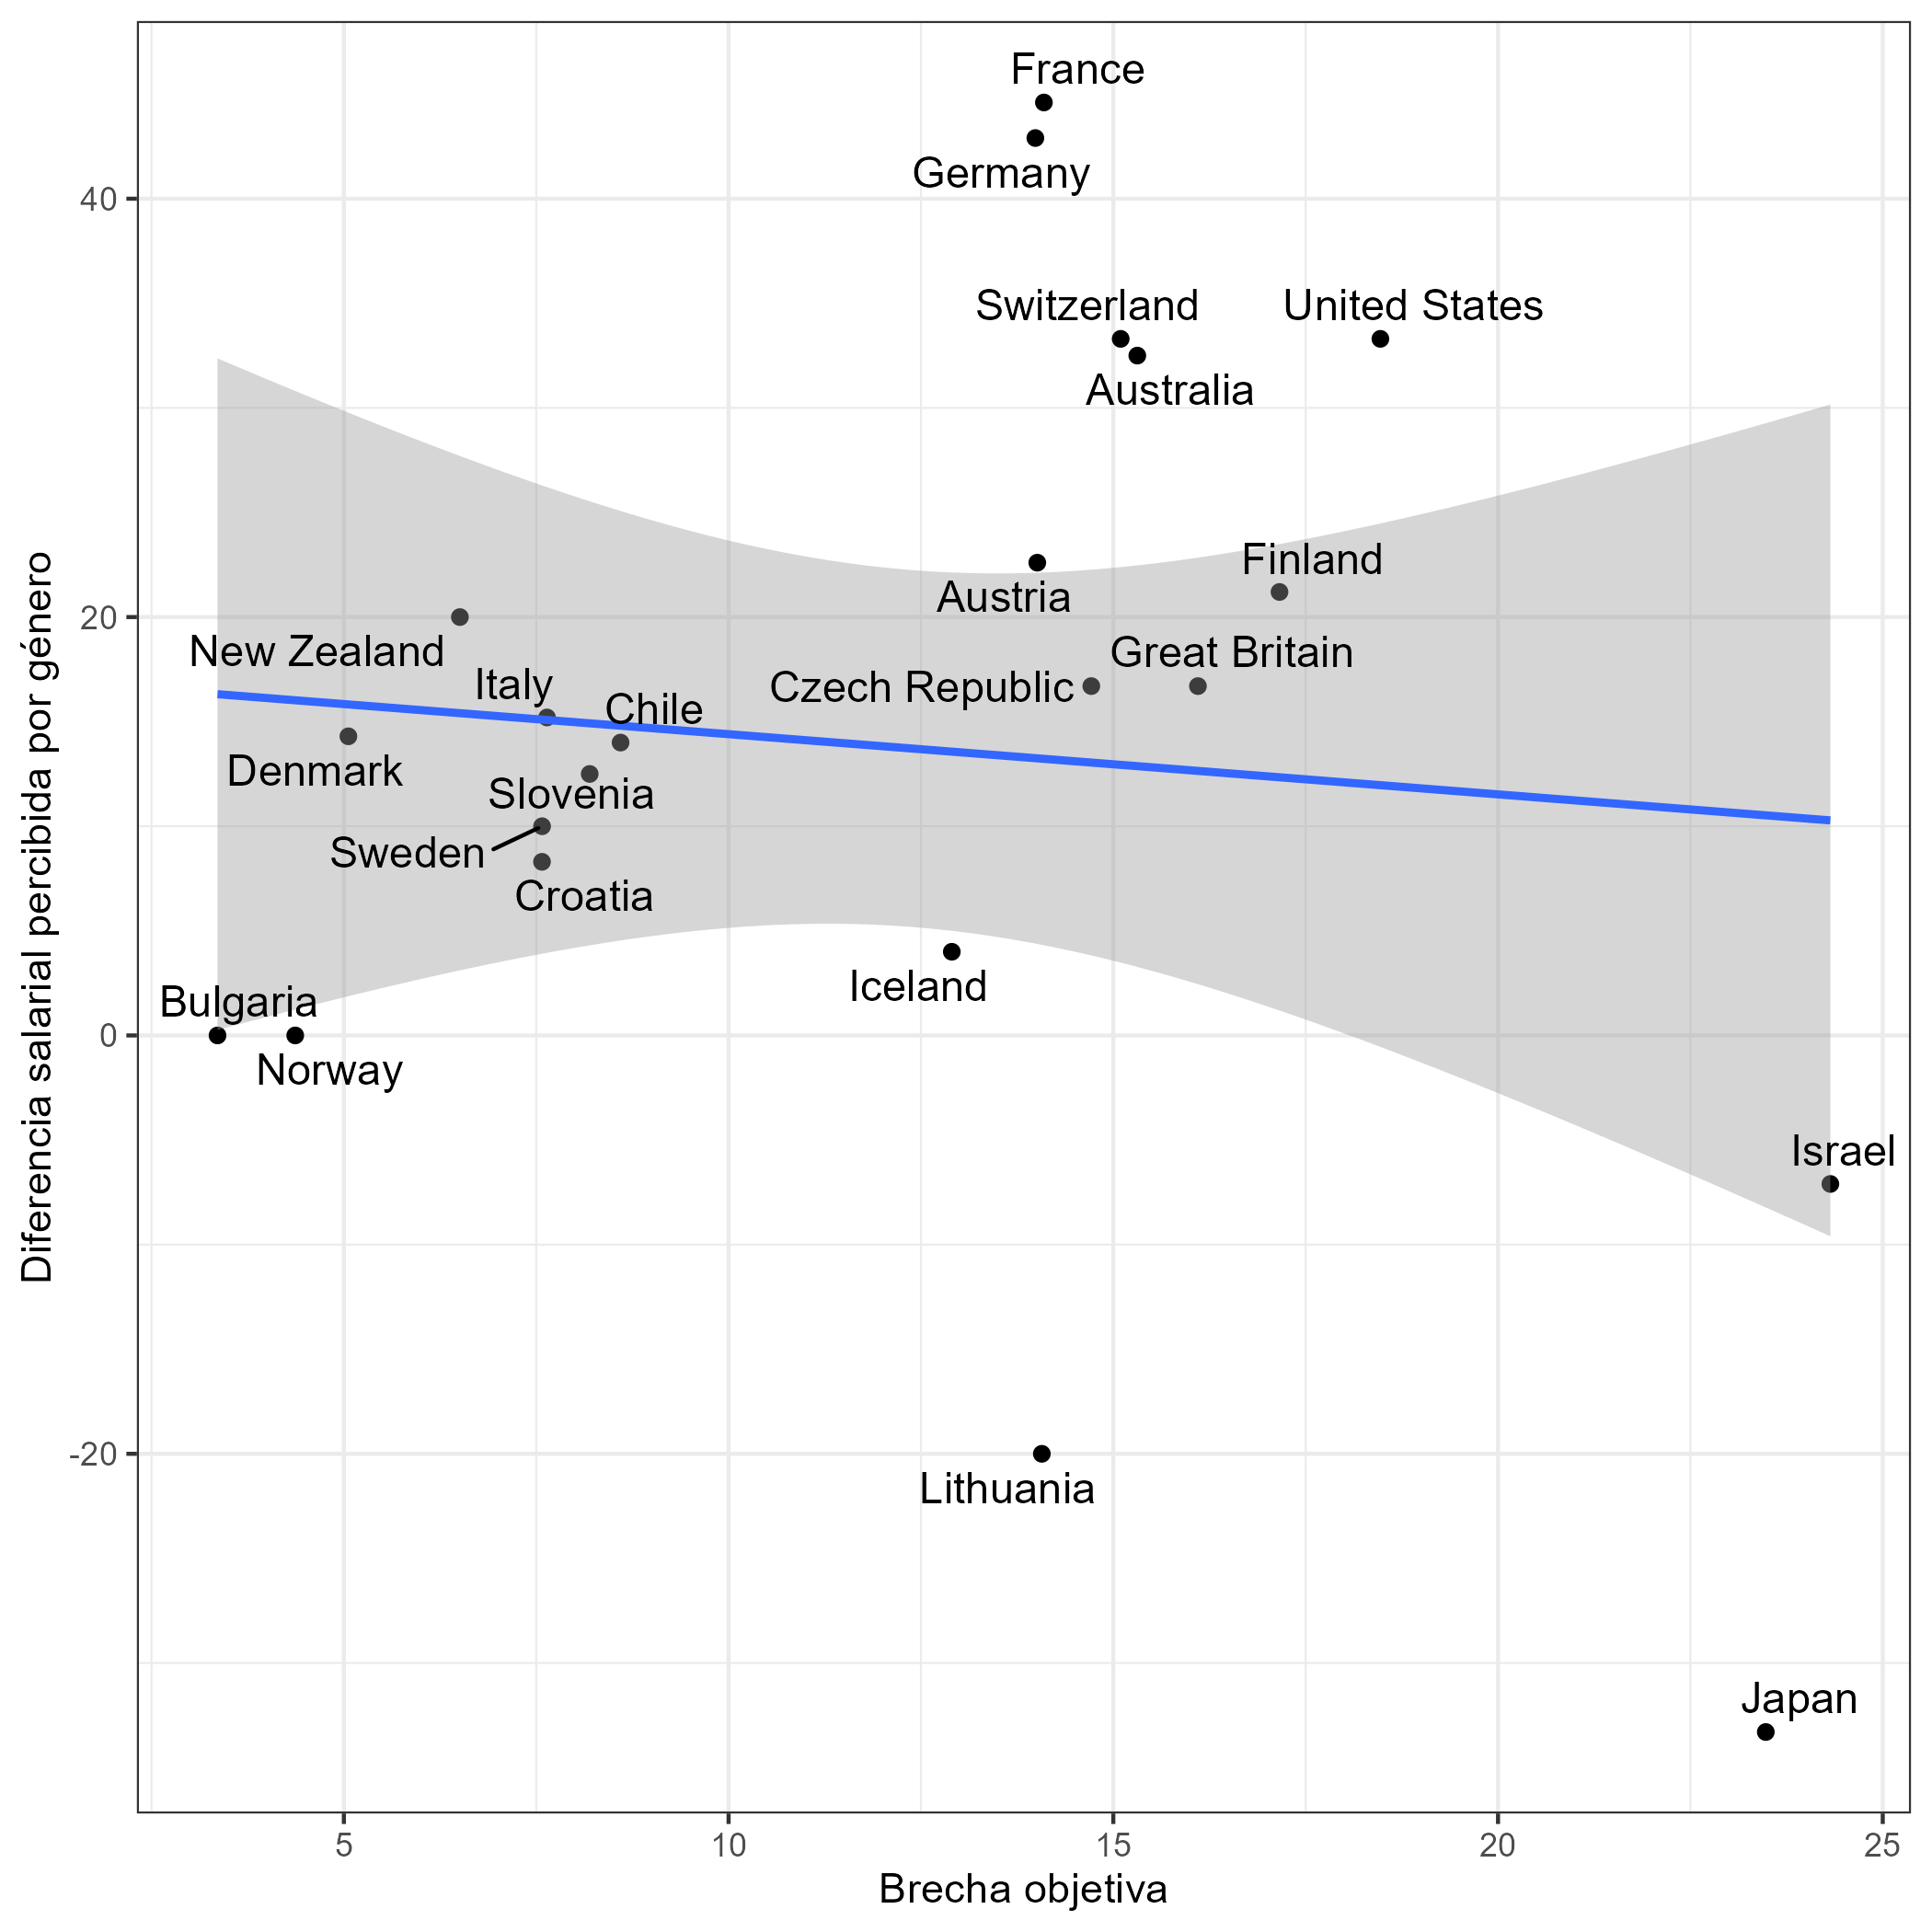 France
Germany
40
Switzerland
United States
Australia
Finland
Austria
20
New Zealand
Great Britain
Italy
Czech Republic
Chile
Denmark
Slovenia
Sweden
Croatia
Iceland
Bulgaria
0
Norway
Israel
-20
Lithuania
Japan
Diferencia salarial percibida por género
5
10
15
20
25
Brecha objetiva